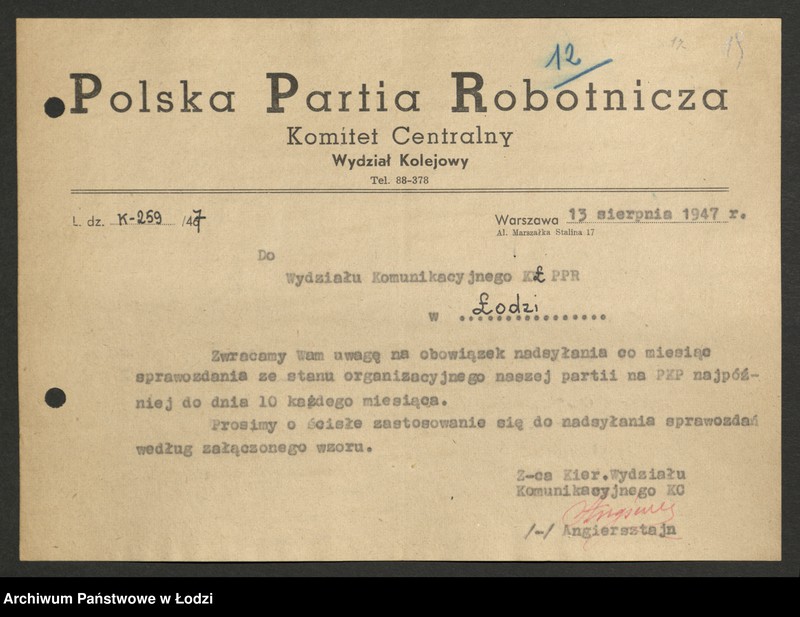 12
17
Polska Partia Robotnicza
Komitet Centralny
Wydział Kolejowy
Tel. 88-378
L. dz. K-259 /47
Warszawa 13 sierpnia 1947 r.
Al. Marszałka Stalina 17
Do
Wydziału Komunikacyjnego KŁ PPR
w Łodzi
Zwracamy Wam uwagę na obowiązek nadsyłania co miesiąc
sprawozdania ze stanu organizacyjnego naszej partii na PKP najpóź-
niej do dnia 10 każdego miesiąca.
Prosimy o ścisłe zastosowanie się do nadsyłania sprawozdań
według załączonego wzoru.
Z-ca Kier.Wydziału
Komunikacyjnego KC
/-/ Angiersztajn
Archiwum Państwowe w Łodzi